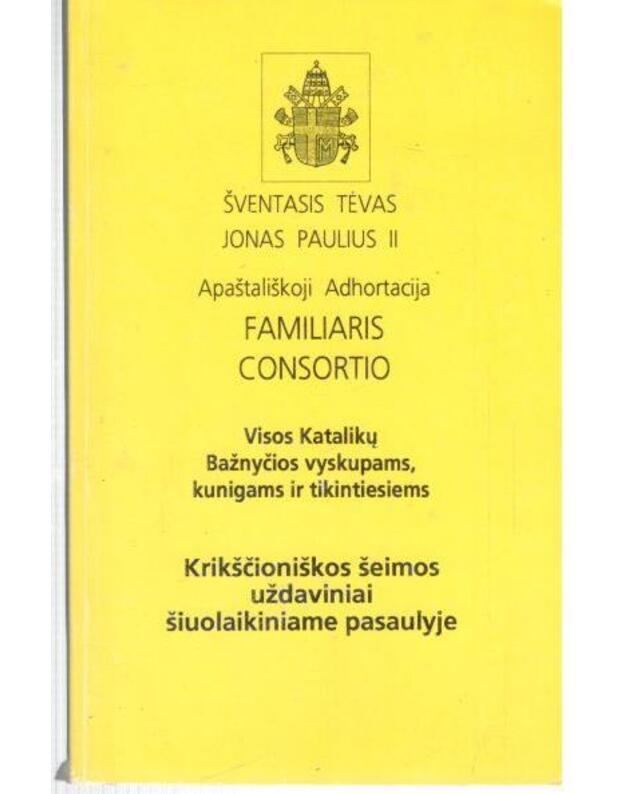 ŠVENTASIS TĖVAS
JONAS PAULIUS II
Apaštališkoji Adhortacija
FAMILIARIS
CONSORTIO
Visos Katalikų
Bažnyčios vyskupams,
kunigams ir tikintiesiems
Krikščioniškos šeimos
uždaviniai
šiuolaikiniame pasaulyje